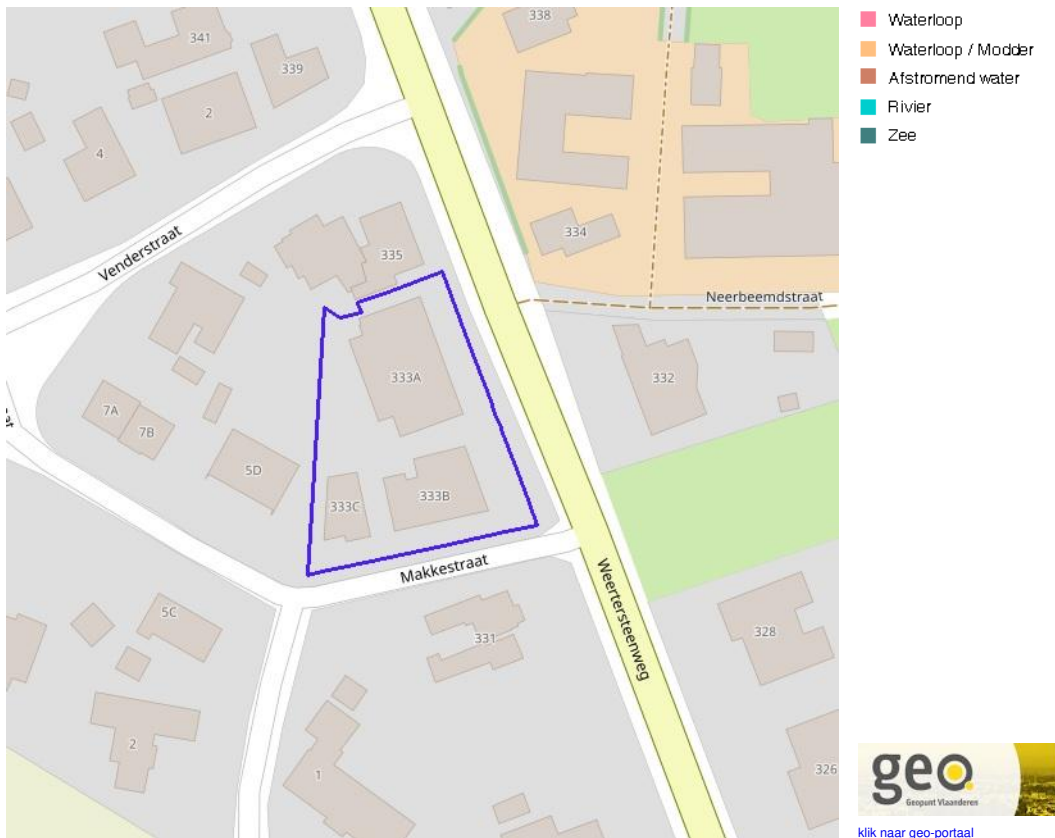 338
341
339
2
4
Venderstraat
335
334
Neerbeemdstraat
333A
332
7A
7B
5D
333C
333B
Makkestraat
Weertersteenweg
5C
331
328
2
1
326
Waterloop
Waterloop / Modder
Afstromend water
Rivier
Zee
geo
Geopunt Vlaanderen
klik naar geo-portaal